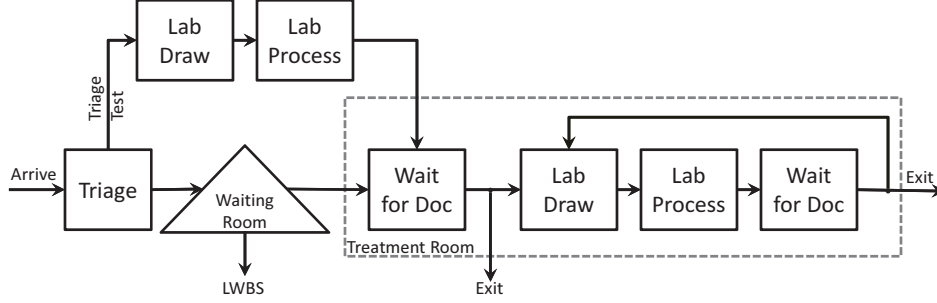 Lab
Draw
Lab
Process
Triage
Test
Arrive
Triage
Waiting
Room
Wait
for Doc
Lab
Draw
Lab
Process
Wait
for Doc
Exit
Treatment Room
LWBS
Exit